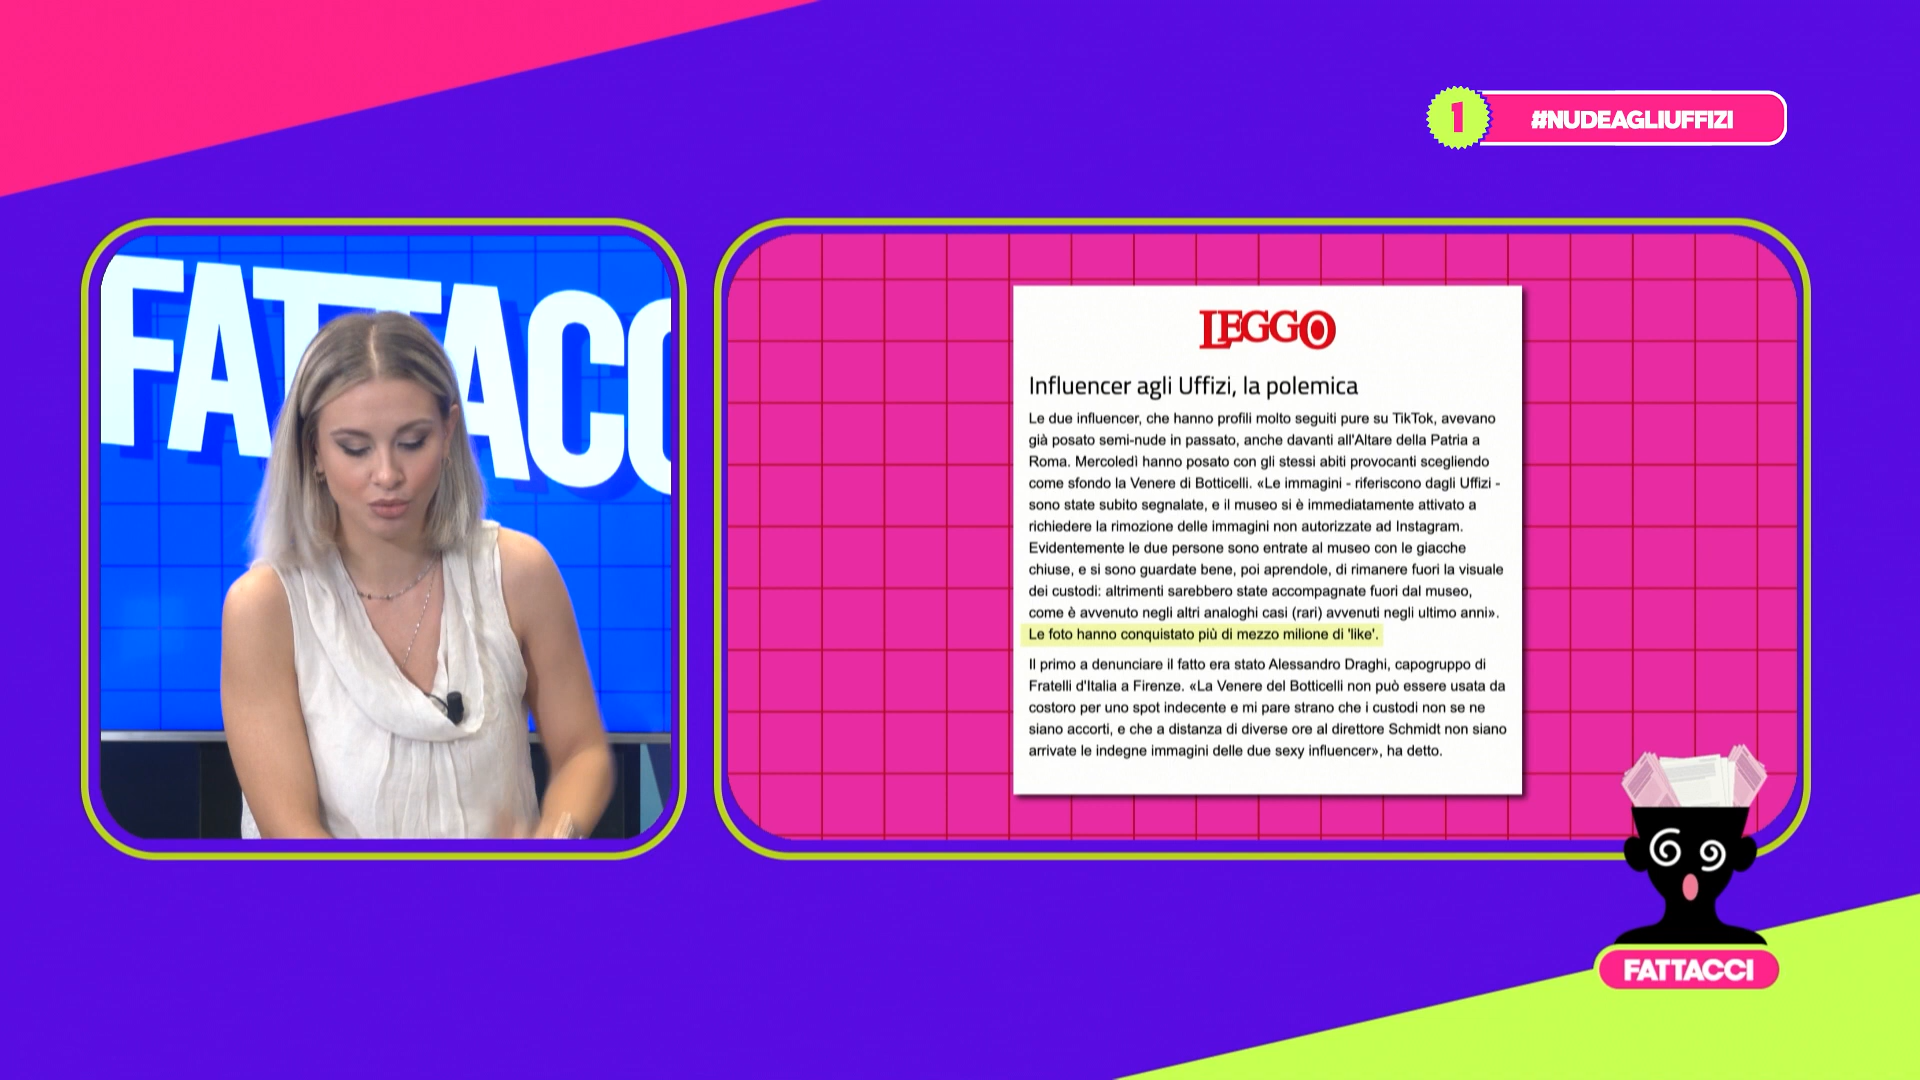 1
#NUDEAGLIUFFIZI
FATTACC
LEGGO
Influencer agli Uffizi, la polemica
Le due influencer, che hanno profili molto seguiti pure su TikTok, avevano
già posato semi-nude in passato, anche davanti all'Altare della Patria a
Roma. Mercoledì hanno posato con gli stessi abiti provocanti scegliendo
come sfondo la Venere di Botticelli. «Le immagini - riferiscono dagli Uffizi -
sono state subito segnalate, e il museo si è immediatamente attivato a
richiedere la rimozione delle immagini non autorizzate ad Instagram.
Evidentemente le due persone sono entrate al museo con le giacche
chiuse, e si sono guardate bene, poi aprendole, di rimanere fuori la visuale
dei custodi: altrimenti sarebbero state accompagnate fuori dal museo,
come è avvenuto negli altri analoghi casi (rari) avvenuti negli ultimo anni».
Le foto hanno conquistato più di mezzo milione di 'like'.
Il primo a denunciare il fatto era stato Alessandro Draghi, capogruppo di
Fratelli d'Italia a Firenze. «La Venere del Botticelli non può essere usata da
costoro per uno spot indecente e mi pare strano che i custodi non se ne
siano accorti, e che a distanza di diverse ore al direttore Schmidt non siano
arrivate le indegne immagini delle due sexy influencer», ha detto.
FATTACCI